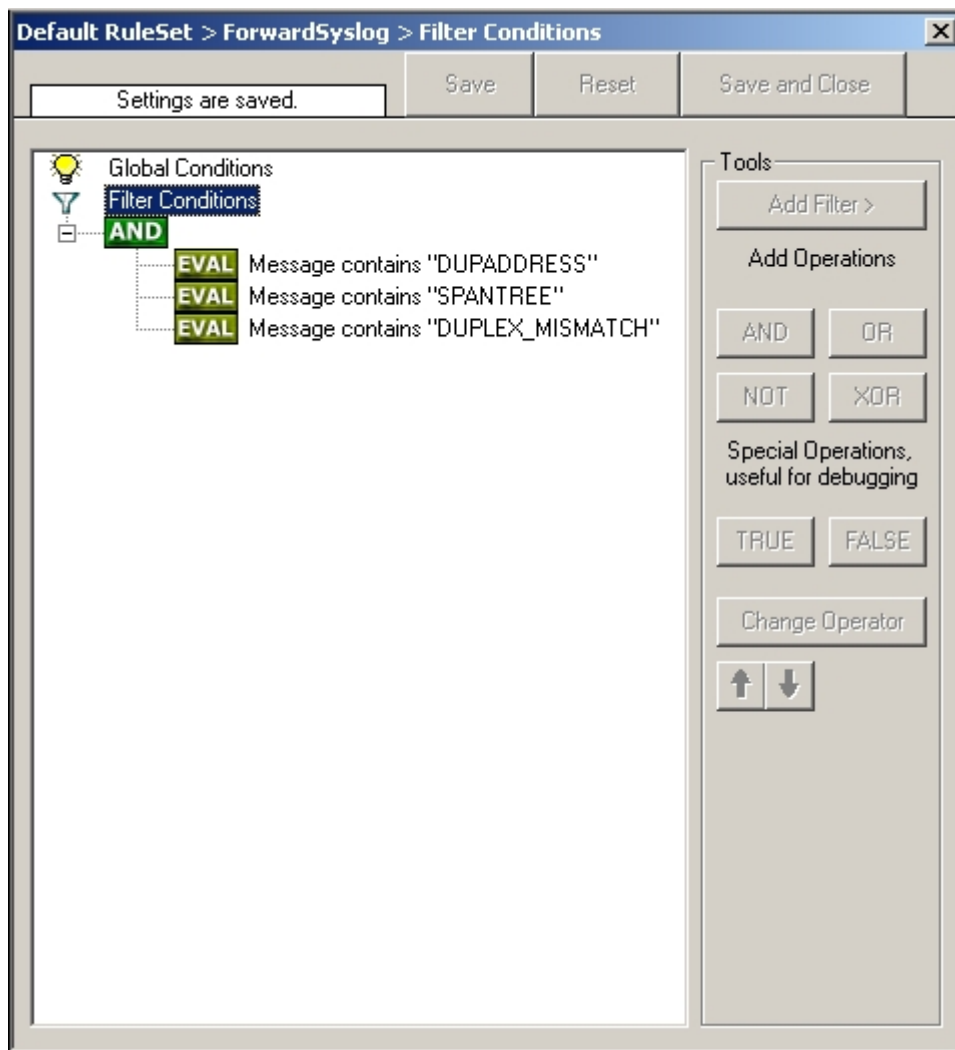 Default RuleSet > ForwardSyslog > Filter Conditions
Settings are saved.
Save
Reset
Save and Close
Global Conditions
Filter Conditions
AND
EVAL Message contains "DUPADDRESS"
EVAL Message contains "SPANTREE"
EVAL Message contains "DUPLEX_MISMATCH"
Tools
Add Filter >
Add Operations
AND
OR
NOT
XOR
Special Operations,
useful for debugging
TRUE
FALSE
Change Operator